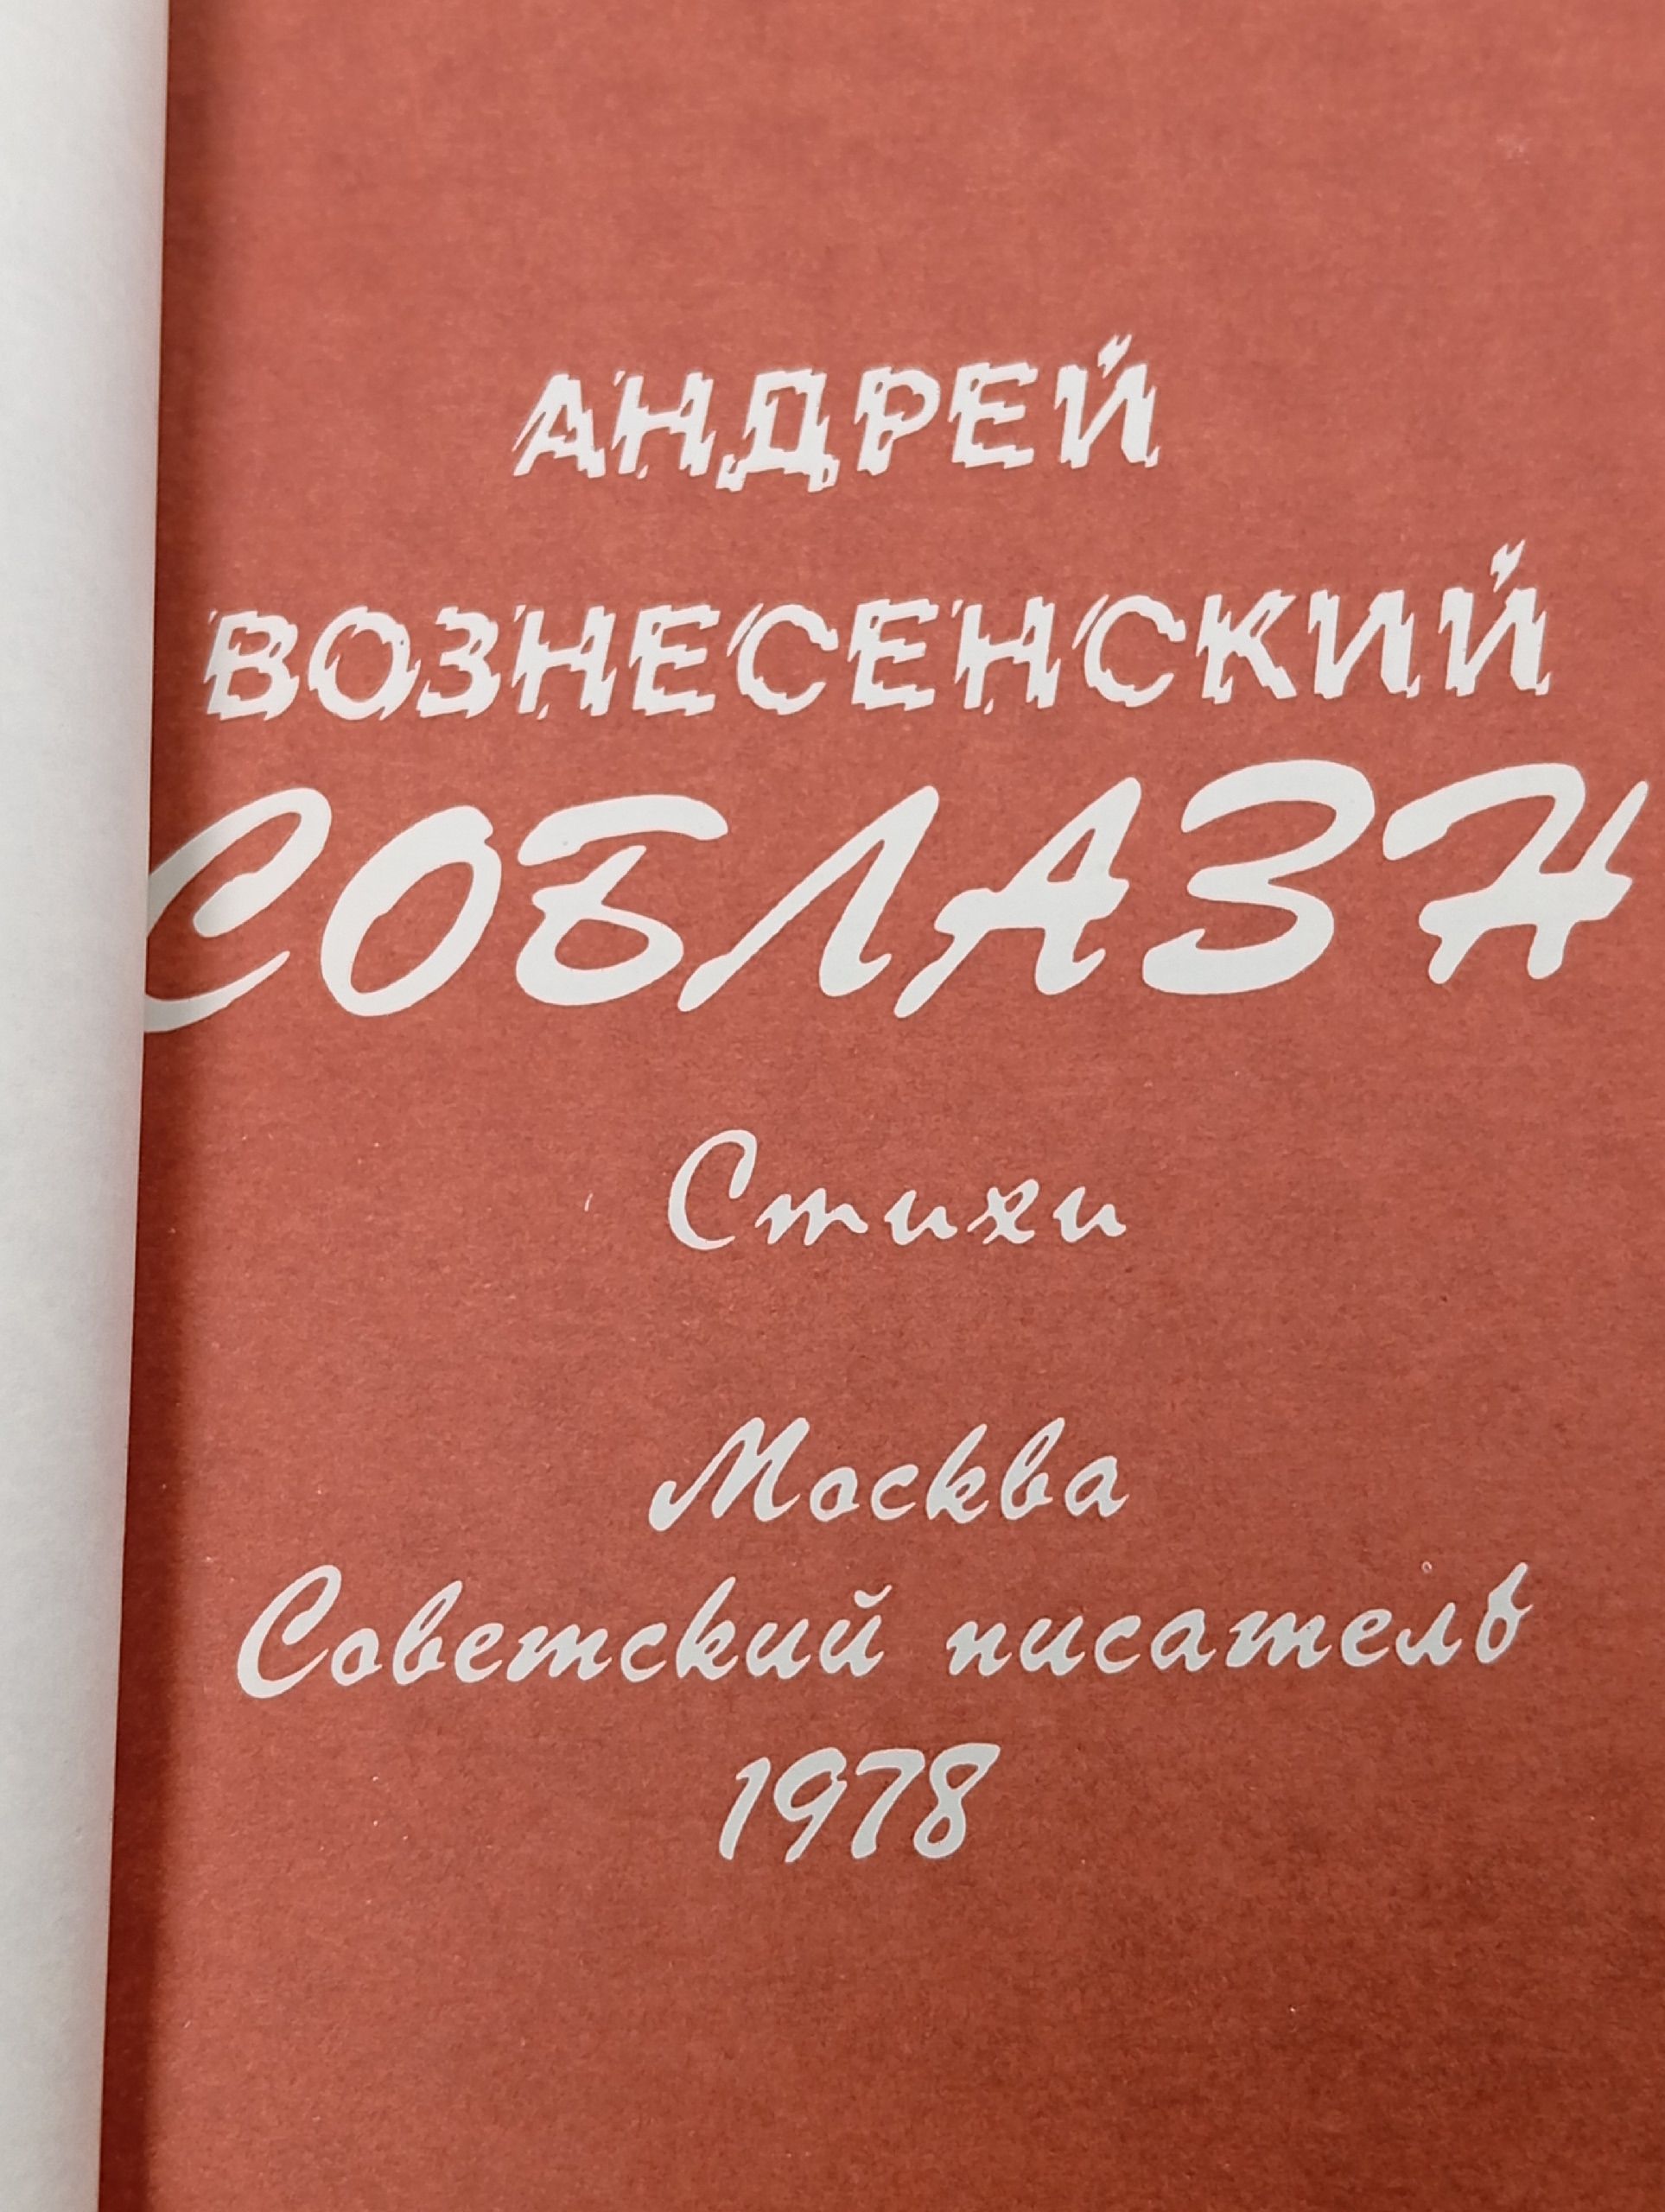 АНДРЕЙ
ВОЗНЕСЕНСКИЙ
СОБЛАЗН
Стихи
Москва
Советский писатель
1978